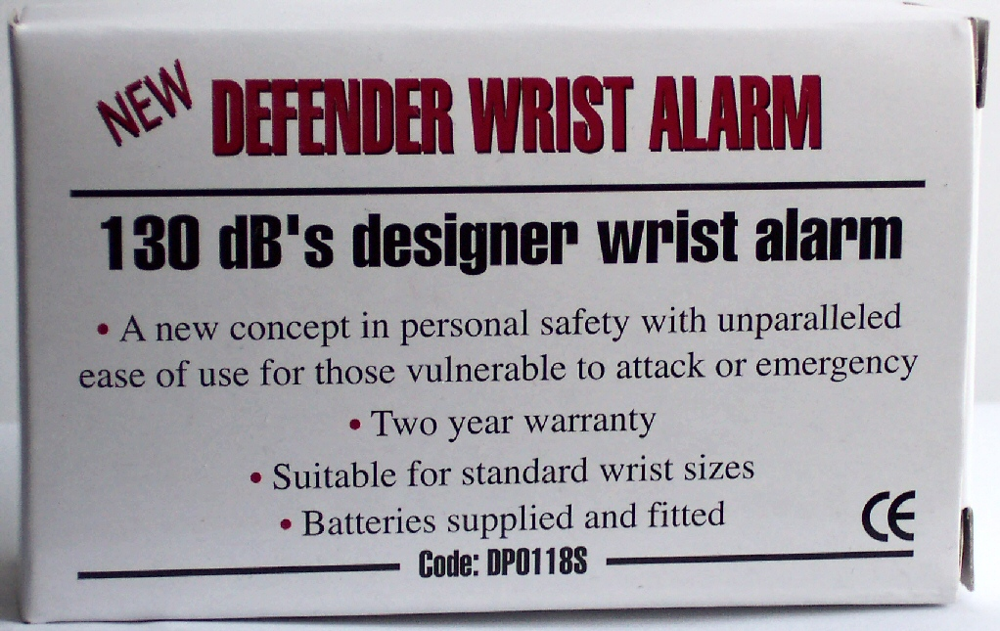 NEW DEFENDER WRIST ALARM
130 dB's designer wrist alarm
• A new concept in personal safety with unparalleled
ease of use for those vulnerable to attack or emergency
• Two year warranty
• Suitable for standard wrist sizes
• Batteries supplied and fitted
CE
Code: DP0118S